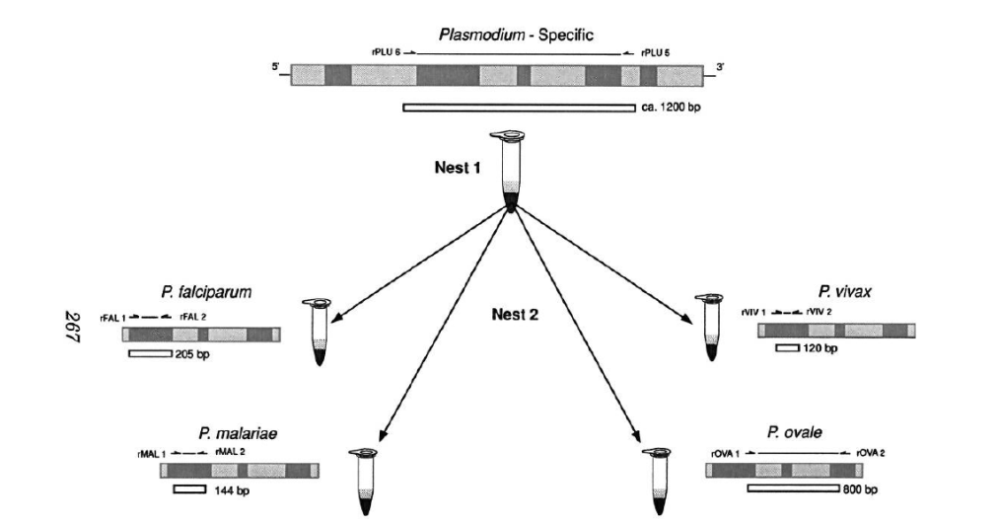 Plasmodium - Specific
rPLU 6
rPLU 5
5'
3'
ca. 1200 bp
Nest 1
Nest 2
P. falciparum
rFAL 1
rFAL 2
205 bp
P. vivax
rVIV 1
rVIV 2
120 bp
267
P. malariae
rMAL 1
rMAL 2
144 bp
P. ovale
rOVA 1
rOVA 2
800 bp